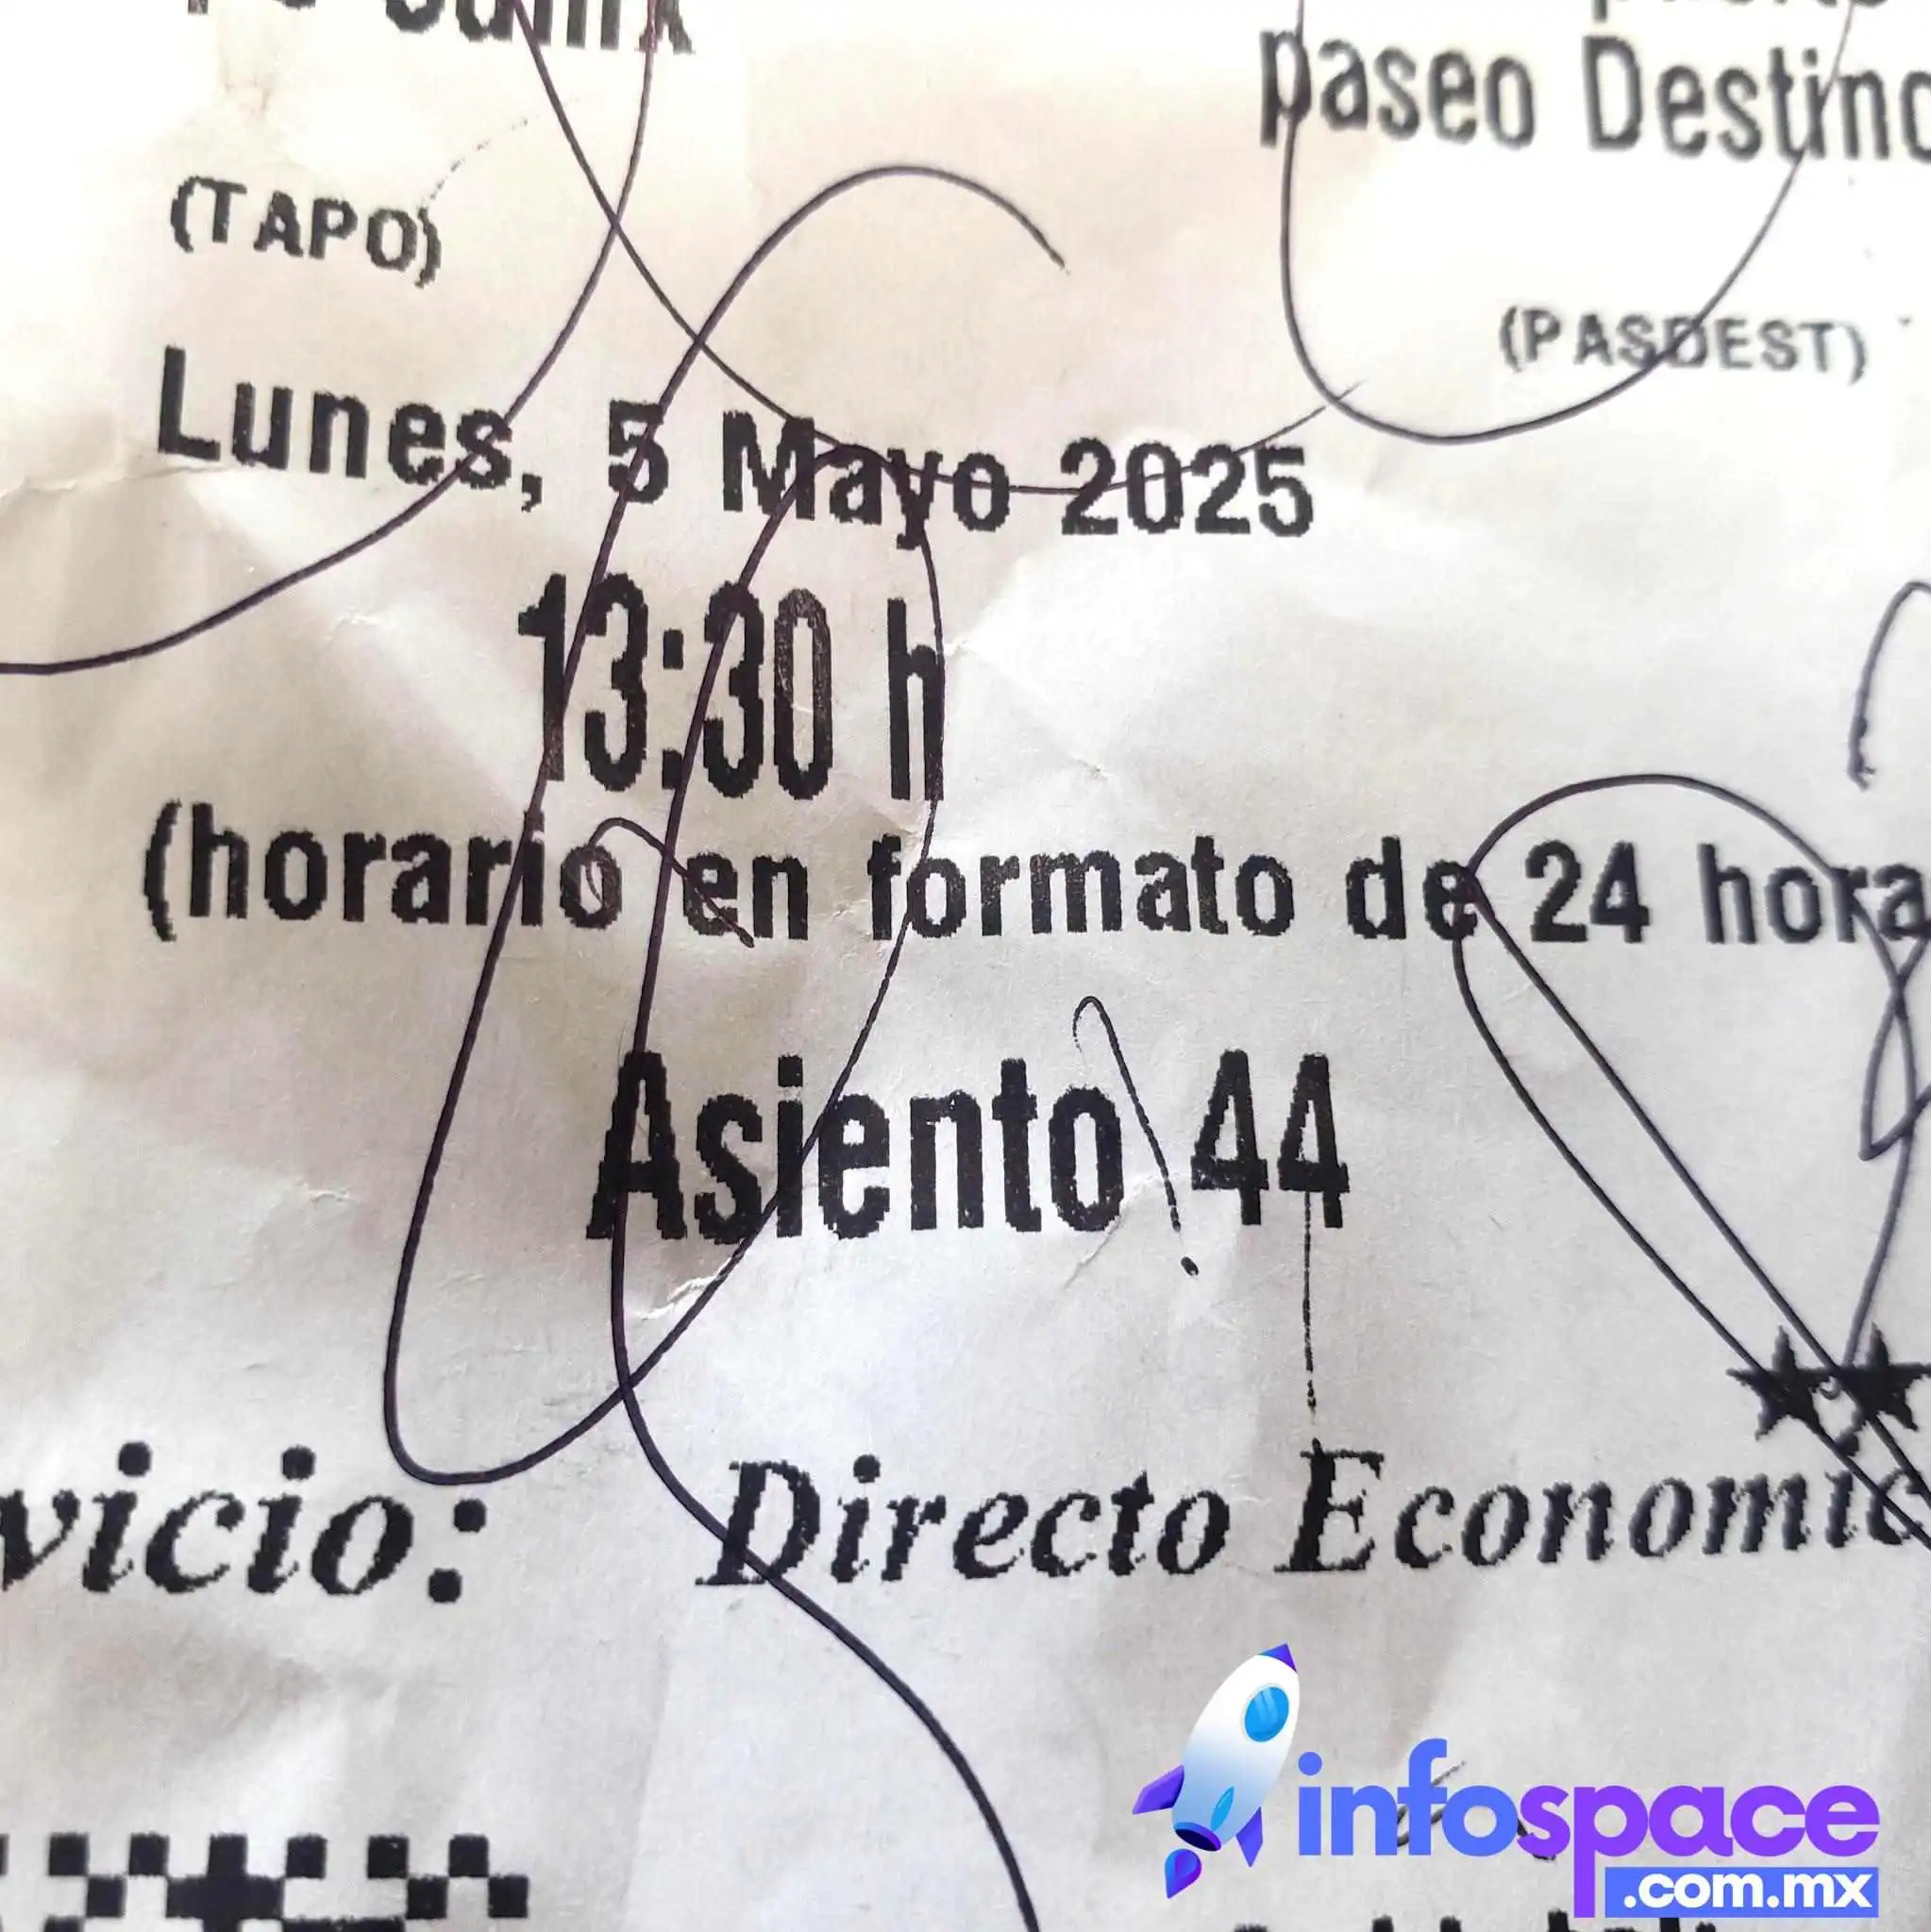 paseo Destino
(TAPO)
(PASDEST)
Lunes, 5 Mayo 2025
13:30 h
(horario en formato de 24 hora
Asiento 44
vicio: Directo Economic
infospace
.com.mx